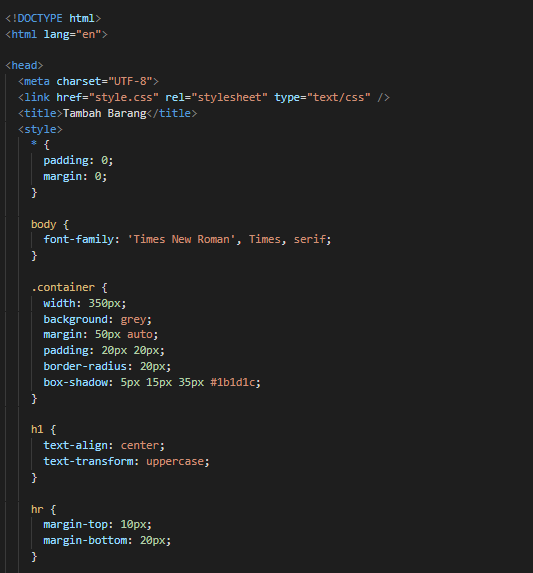 <!DOCTYPE html>
<html lang="en">
<head>
<meta charset="UTF-8">
<link href="style.css" rel="stylesheet" type="text/css" />
<title>Tambah Barang</title>
<style>
* {
padding: 0;
margin: 0;
}
body {
font-family: 'Times New Roman', Times, serif;
}
.container {
width: 350px;
background: grey;
margin: 50px auto;
padding: 20px 20px;
border-radius: 20px;
box-shadow: 5px 15px 35px #1b1d1c;
}
h1 {
text-align: center;
text-transform: uppercase;
}
hr {
margin-top: 10px;
margin-bottom: 20px;
}